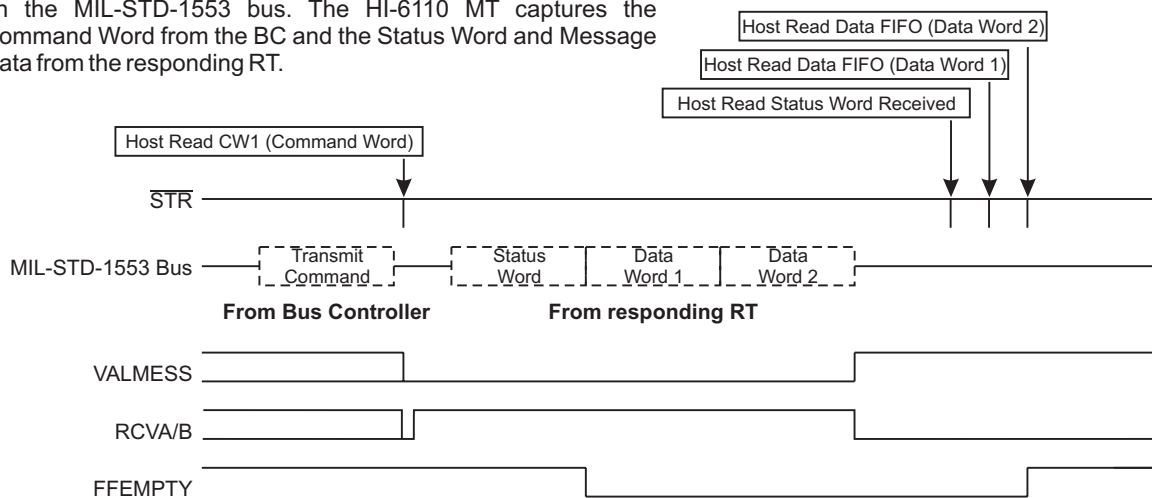 the MIL-STD-1553 bus. The HI-6110 MT captures the
ommand Word from the BC and the Status Word and Message
ata from the responding RT.
Host Read Data FIFO (Data Word 2)
Host Read Data FIFO (Data Word 1)
Host Read Status Word Received
Host Read CW1 (Command Word)
STR
MIL-STD-1553 Bus
Transmit
Command
Status
Word
Data
Word 1
Data
Word 2
From Bus Controller
From responding RT
VALMESS
RCVA/B
FFEMPTY